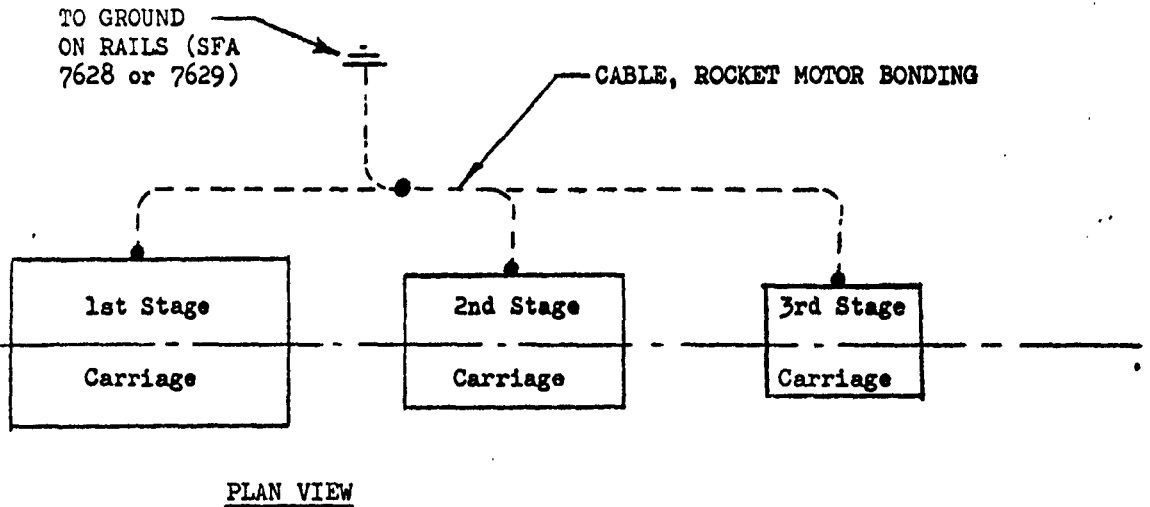 TO GROUND
ON RAILS (SFA
7628 or 7629)
CABLE, ROCKET MOTOR BONDING
1st Stage
Carriage
2nd Stage
Carriage
3rd Stage
Carriage
PLAN VIEW